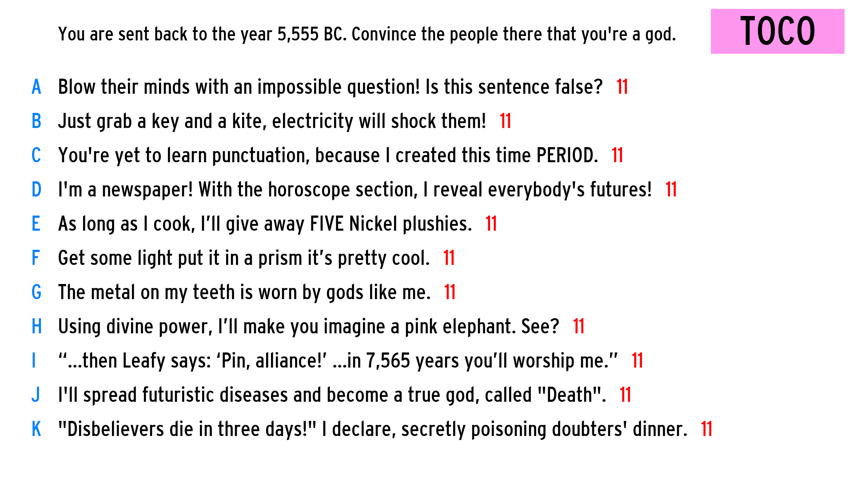 You are sent back to the year 5,555 BC. Convince the people there that you're a god.
TOCO
A Blow their minds with an impossible question! Is this sentence false? 11
B Just grab a key and a kite, electricity will shock them! 11
C You're yet to learn punctuation, because I created this time PERIOD. 11
D I'm a newspaper! With the horoscope section, I reveal everybody's futures! 11
E As long as I cook, I’ll give away FIVE Nickel plushies. 11
F Get some light put it in a prism it’s pretty cool. 11
G The metal on my teeth is worn by gods like me. 11
H Using divine power, I’ll make you imagine a pink elephant. See? 11
I “…then Leafy says: ‘Pin, alliance!’ …in 7,565 years you’ll worship me.” 11
J I'll spread futuristic diseases and become a true god, called "Death". 11
K "Disbelievers die in three days!" I declare, secretly poisoning doubters' dinner. 11